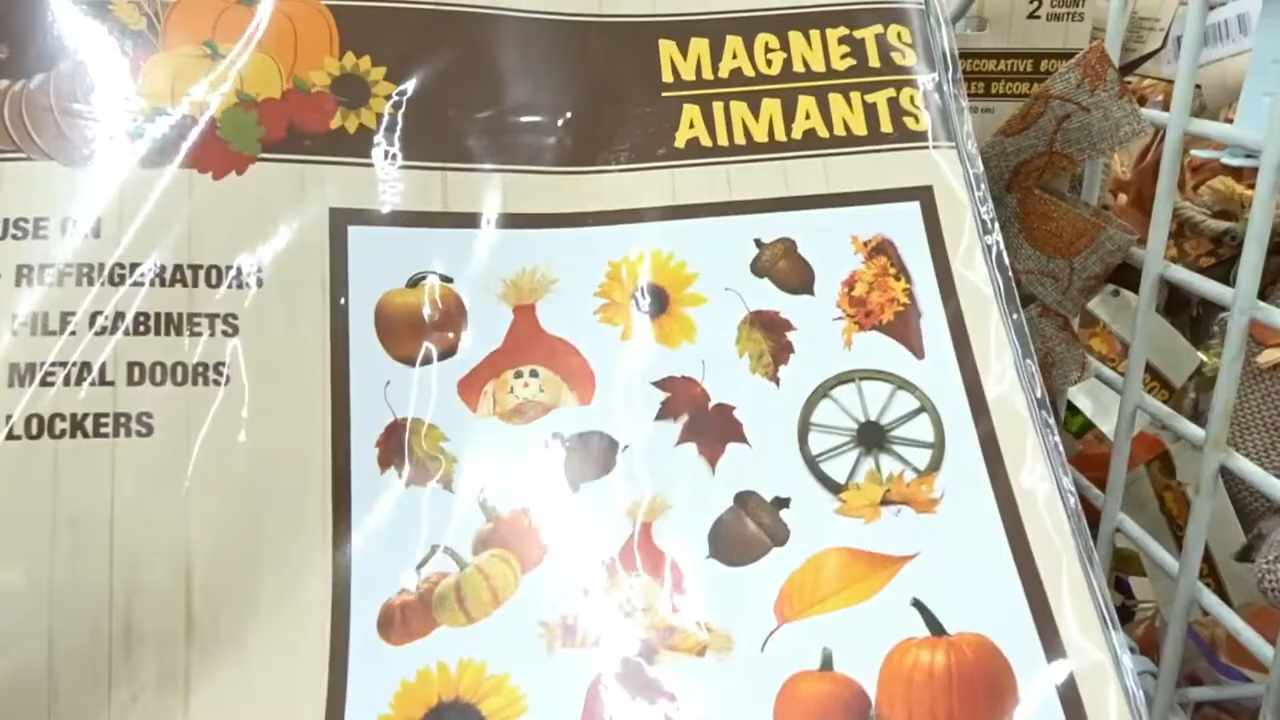 MAGNETS
AIMANTS
USE ON
REFRIGERATORS
FILE CABINETS
METAL DOORS
LOCKERS
2 COUNT
UNITÉS
DECORATIVE